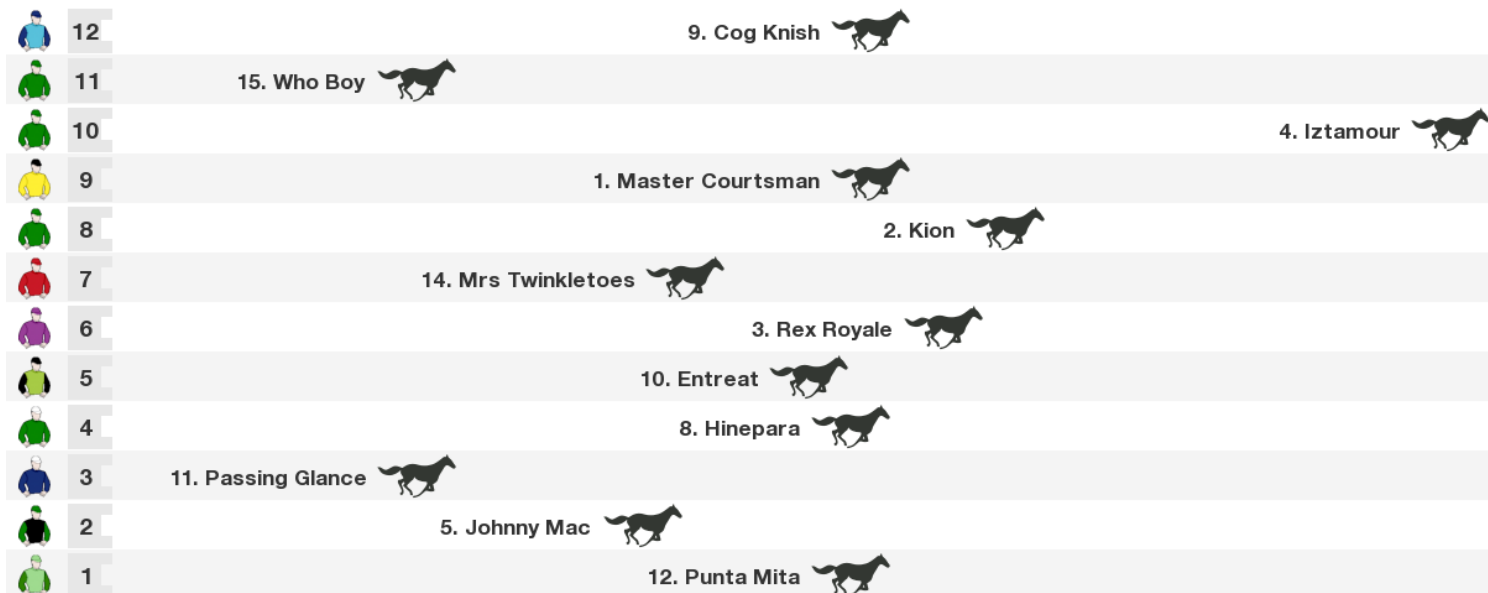 12 9. Cog Knish
11 15. Who Boy
10 4. Iztamour
9 1. Master Courtsman
8 2. Kion
7 14. Mrs Twinkletoes
6 3. Rex Royale
5 10. Entreat
4 8. Hinepara
3 11. Passing Glance
2 5. Johnny Mac
1 12. Punta Mita